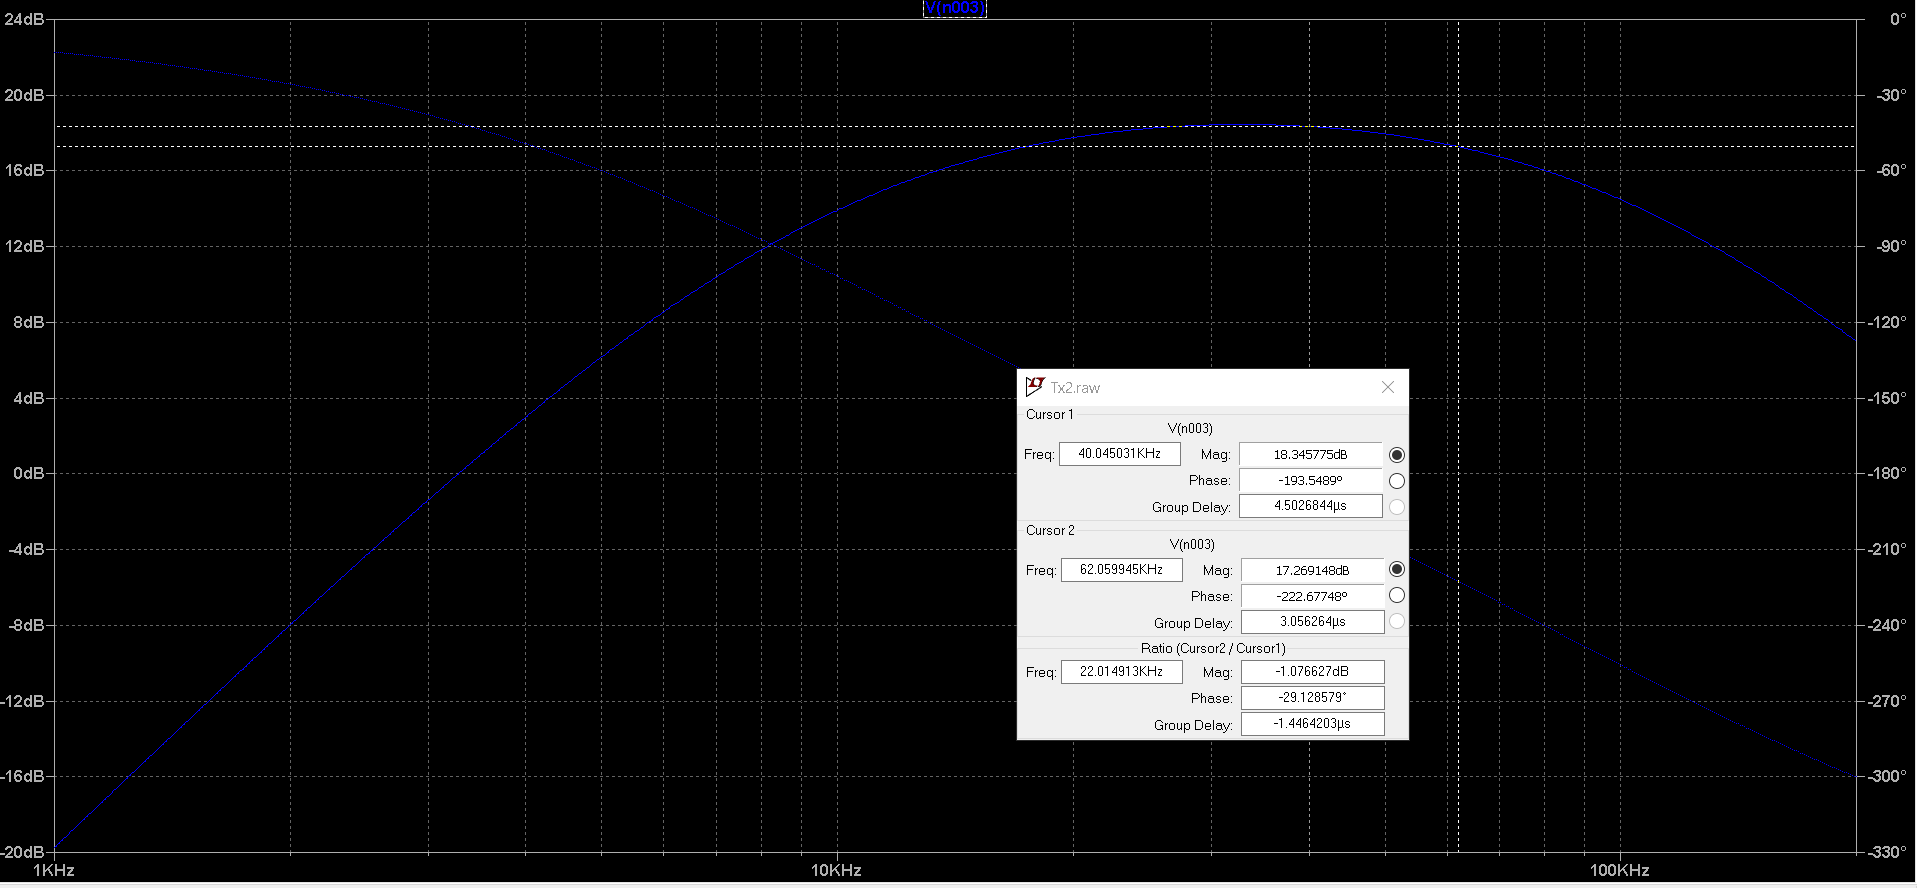 V(n003)
24dB
20dB
16dB
12dB
8dB
4dB
0dB
-4dB
-8dB
-12dB
-16dB
-20dB
0°
-30°
-60°
-90°
-120°
-150°
-180°
-210°
-240°
-270°
-300°
-330°
1KHz 10KHz 100KHz
Tx2.raw
Cursor 1
V(n003)
Freq: 40.045031KHz Mag: 18.345775dB
Phase: -193.5489°
Group Delay: 4.5026844µs
Cursor 2
V(n003)
Freq: 62.059945KHz Mag: 17.269148dB
Phase: -222.67748°
Group Delay: 3.056264µs
Ratio (Cursor2 / Cursor1)
Freq: 22.014913KHz Mag: -1.076627dB
Phase: -29.128579°
Group Delay: -1.4464203µs